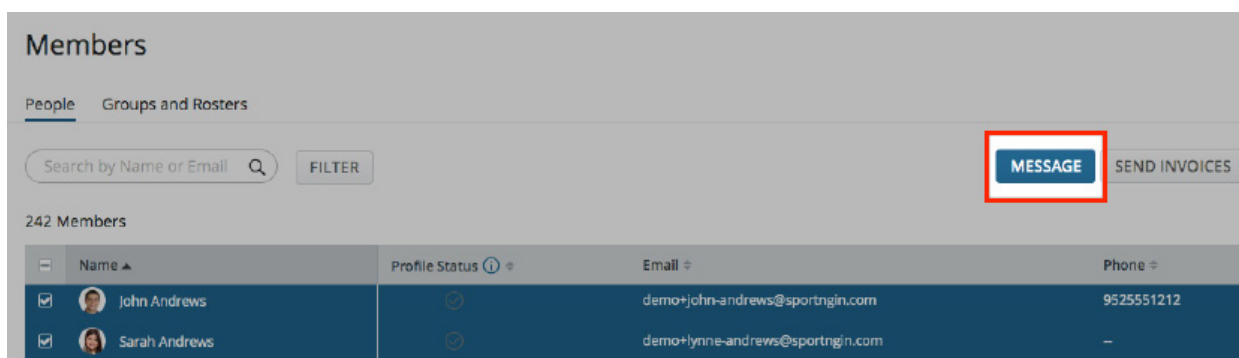 Members
People Groups and Rosters
Search by Name or Email FILTER MESSAGE SEND INVOICES
242 Members
Name Profile Status Email Phone
John Andrews demo+john-andrews@sportngin.com 9525551212
Sarah Andrews demo+lynne-andrews@sportngin.com --